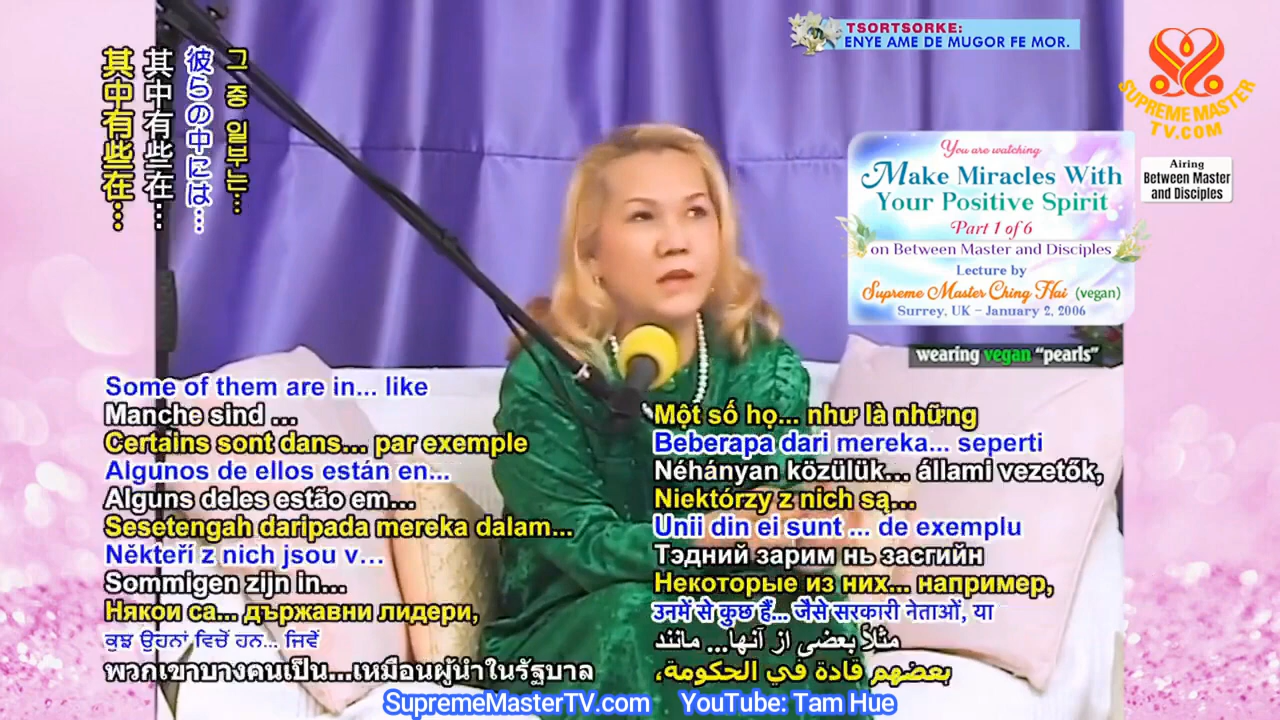 TSORTSORKE:
ENYE AME DE MUGOR FE MOR.
SUPREME MASTER
TV.COM
You are watching
Make Miracles With
Your Positive Spirit
Part 1 of 6
on Between Master and Disciples
Lecture by
Supreme Master Ching Hai (vegan)
Surrey, UK – January 2, 2006
Airing
Between Master
and Disciples
wearing vegan “pearls”
그 중 일부는…
彼らの中には…
其中有些在…
其中有些在…
Some of them are in... like
Manche sind ...
Certains sont dans... par exemple
Algunos de ellos están en...
Alguns deles estão em...
Sesetengah daripada mereka dalam...
Někteří z nich jsou v…
Sommigen zijn in...
Някои са... държавни лидери,
ਕੁਝ ਉਹਨਾਂ ਵਿਚੋਂ ਹਨ... ਜਿਵੇਂ
พวกเขาบางคนเป็น...เหมือนผู้นำในรัฐบาล
Một số họ... như là những
Beberapa dari mereka... seperti
Néhányan közülük... állami vezetők,
Niektórzy z nich są...
Unii din ei sunt ... de exemplu
Тэдний зарим нь засгийн
Некоторые из них... например,
उनमें से कुछ हैं... जैसे सरकारी नेताओं, या
مثلاً بعضی از آنها... مانند
بعضهم قادة في الحكومة،
SupremeMasterTV.com YouTube: Tam Hue